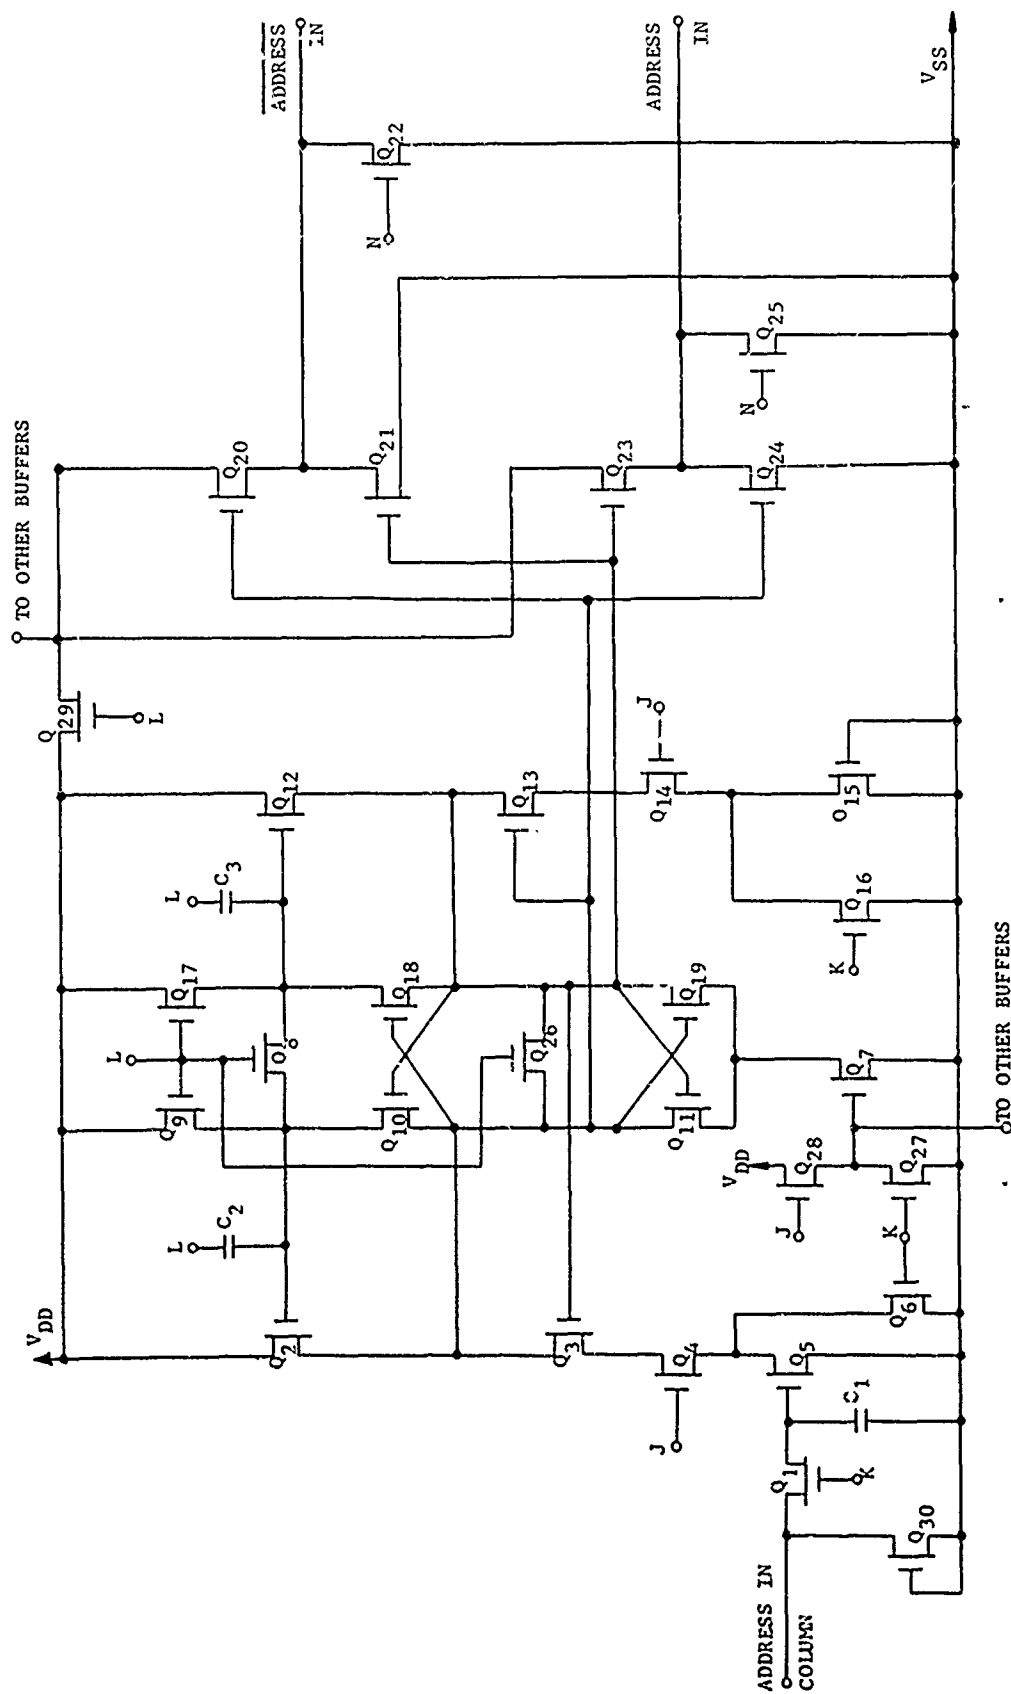 TO OTHER BUFFERS
ADDRESS
IN
ADDRESS
IN
VSS
VDD
Q29
L
Q20
Q21
Q22
N
Q23
Q24
Q25
N
Q12
Q13
J
Q14
O15
Q16
K
L
C3
Q17
L
Q9
Q18
Q10
Q26
Q19
Q11
Q7
TO OTHER BUFFERS
VDD
Q28
J
Q27
K
Q6
L
C2
Q2
Q3
Q4
J
Q5
C1
Q1
K
Q30
ADDRESS IN
COLUMN